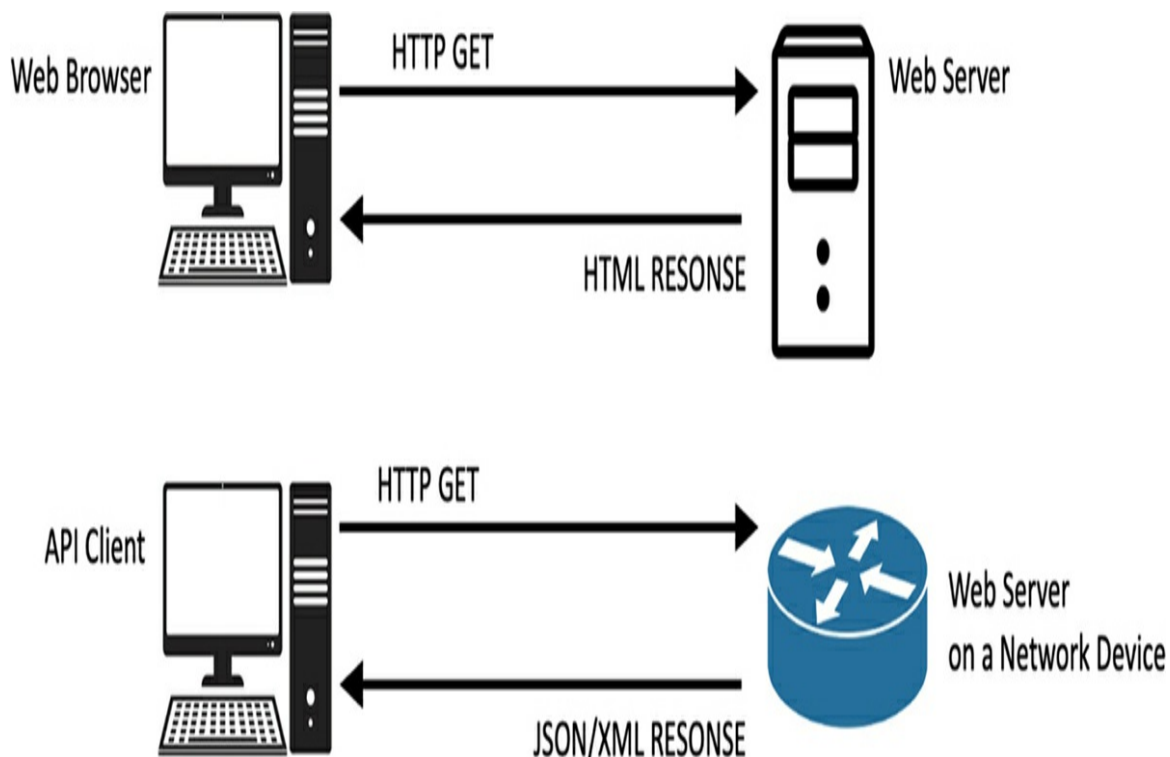 Web Browser
HTTP GET
Web Server
HTML RESONSE
API Client
HTTP GET
Web Server
on a Network Device
JSON/XML RESONSE